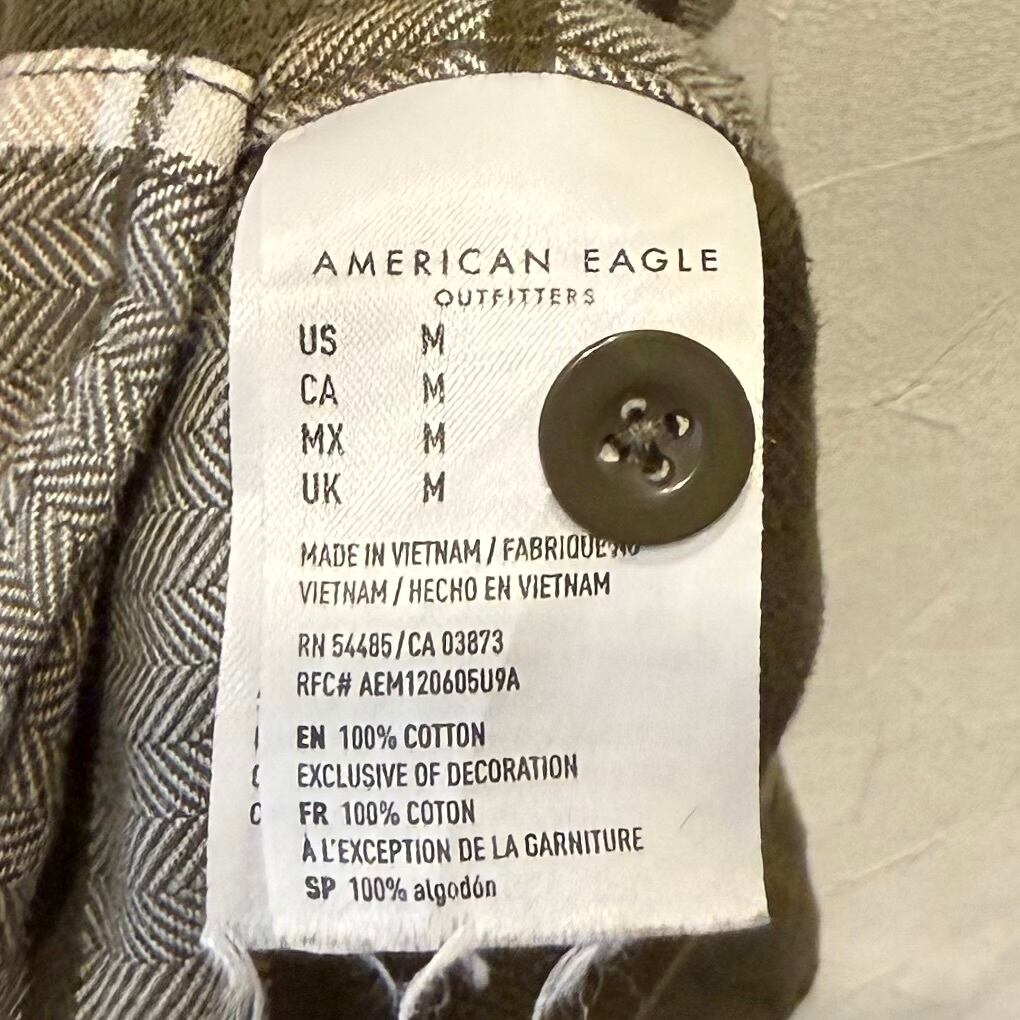 AMERICAN EAGLE
OUTFITTERS
US M
CA M
MX M
UK M
MADE IN VIETNAM / FABRIQUÉ AU
VIETNAM / HECHO EN VIETNAM
RN 54485/CA 03873
RFC# AEM120605U9A
EN 100% COTTON
EXCLUSIVE OF DECORATION
FR 100% COTON
À L'EXCEPTION DE LA GARNITURE
SP 100% algodón